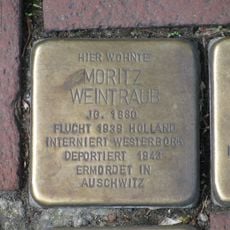 HIER WOHNTE
MORITZ
WEINTRAUB
JG. 1880
FLUCHT 1939 HOLLAND
INTERNIERT WESTERBORK
DEPORTIERT 1943
ERMORDET IN
AUSCHWITZ